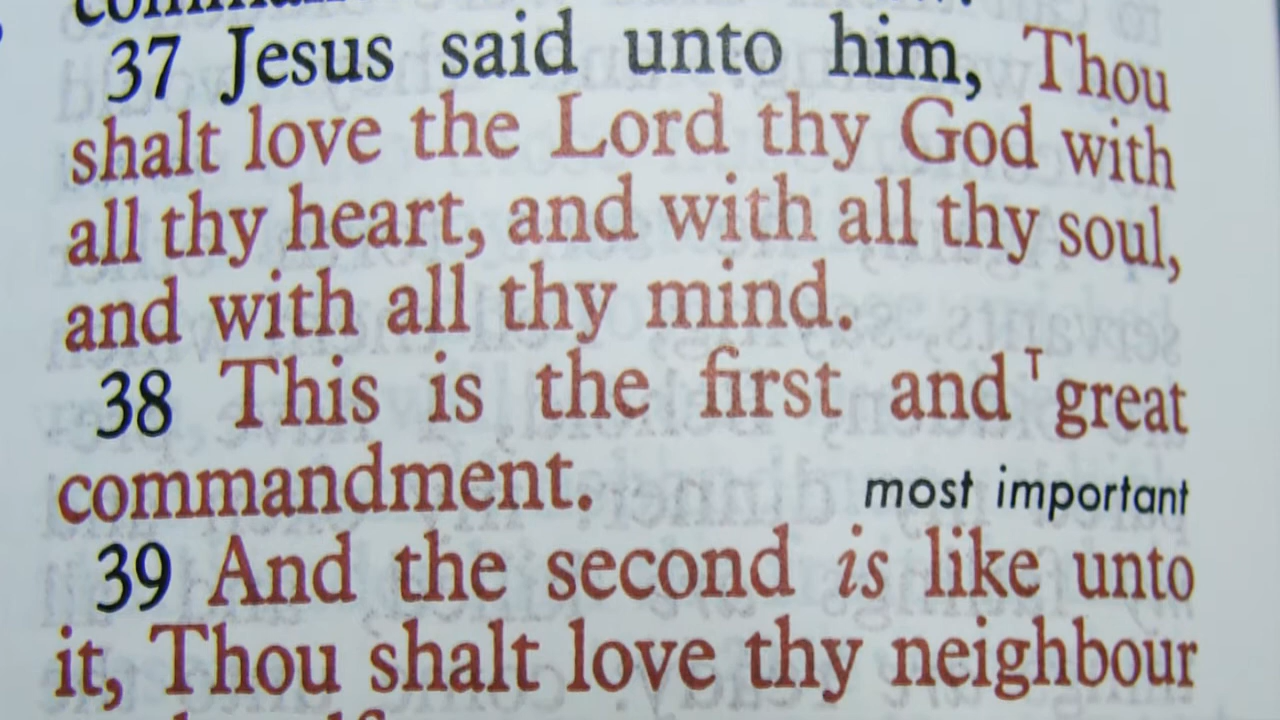 37 Jesus said unto him, Thou
shalt love the Lord thy God with
all thy heart, and with all thy soul,
and with all thy mind.
38 This is the first and ᵀgreat
commandment. most important
39 And the second is like unto
it, Thou shalt love thy neighbour